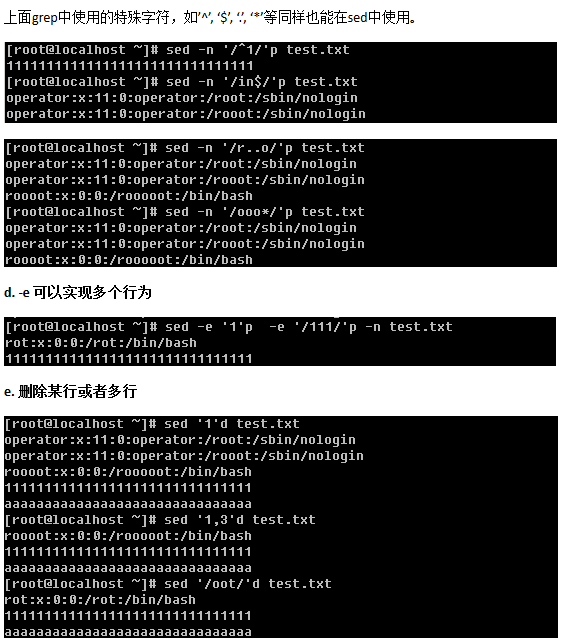 上面grep中使用的特殊字符，如’^’, ‘$’, ‘.’, ‘*’等同样也能在sed中使用。
[root@localhost ~]# sed -n '/^1/'p test.txt
1111111111111111111111111111111
[root@localhost ~]# sed -n '/in$/'p test.txt
operator:x:11:0:operator:/root:/sbin/nologin
operator:x:11:0:operator:/rooot:/sbin/nologin
[root@localhost ~]# sed -n '/r..o/'p test.txt
operator:x:11:0:operator:/root:/sbin/nologin
operator:x:11:0:operator:/rooot:/sbin/nologin
roooot:x:0:0:/rooooot:/bin/bash
[root@localhost ~]# sed -n '/ooo*/'p test.txt
operator:x:11:0:operator:/root:/sbin/nologin
operator:x:11:0:operator:/rooot:/sbin/nologin
roooot:x:0:0:/rooooot:/bin/bash
d. -e 可以实现多个行为
[root@localhost ~]# sed -e '1'p  -e '/111/'p -n test.txt
rot:x:0:0:/rot:/bin/bash
1111111111111111111111111111111
e. 删除某行或者多行
[root@localhost ~]# sed '1'd test.txt
operator:x:11:0:operator:/root:/sbin/nologin
operator:x:11:0:operator:/rooot:/sbin/nologin
roooot:x:0:0:/rooooot:/bin/bash
1111111111111111111111111111111
aaaaaaaaaaaaaaaaaaaaaaaaaaaaaaa
[root@localhost ~]# sed '1,3'd test.txt
roooot:x:0:0:/rooooot:/bin/bash
1111111111111111111111111111111
aaaaaaaaaaaaaaaaaaaaaaaaaaaaaaa
[root@localhost ~]# sed '/oot/'d test.txt
rot:x:0:0:/rot:/bin/bash
1111111111111111111111111111111
aaaaaaaaaaaaaaaaaaaaaaaaaaaaaaa